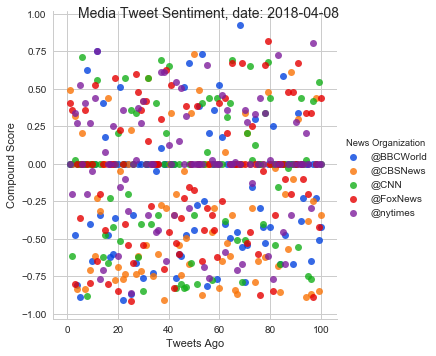 Media Tweet Sentiment, date: 2018-04-08
1.00
0.75
0.50
0.25
0.00
−0.25
−0.50
−0.75
−1.00
Compound Score
0 20 40 60 80 100
Tweets Ago
News Organization
@BBCWorld
@CBSNews
@CNN
@FoxNews
@nytimes